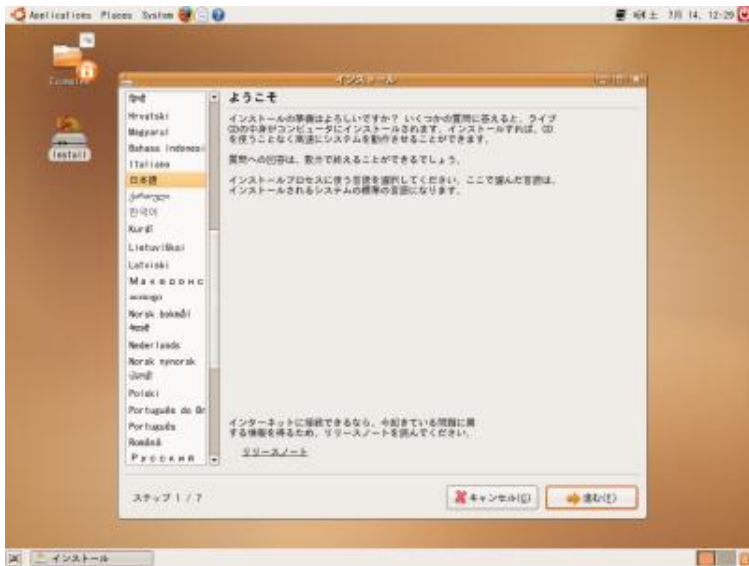 Applications Places System
土 7月 14, 12:29
Examples
Install
インストール
Hrvatski
Magyarul
Bahasa Indonesi
Italiano
日本語
ქართული
한국어
Kurdî
Lietuviškai
Latviski
Македонс
Norsk bokmål
Nederlands
Norsk nynorsk
Polski
Português do Br
Português
Română
Русский
ようこそ
インストールの準備はよろしいですか? いくつかの質問に答えると、ライブ
CDの中身がコンピュータにインストールされます。インストールすれば、CD
を使うことなく高速にシステムを動作させることができます。
質問への回答は、数分で終えることができるでしょう。
インストールプロセスに使う言語を選択してください。ここで選んだ言語は、
インストールされるシステムの標準の言語になります。
インターネットに接続できるなら、今起きている問題に関
する情報を得るため、リリースノートを読んでください。
リリースノート
ステップ 1 / 7
キャンセル(C)
進む(F)
インストール